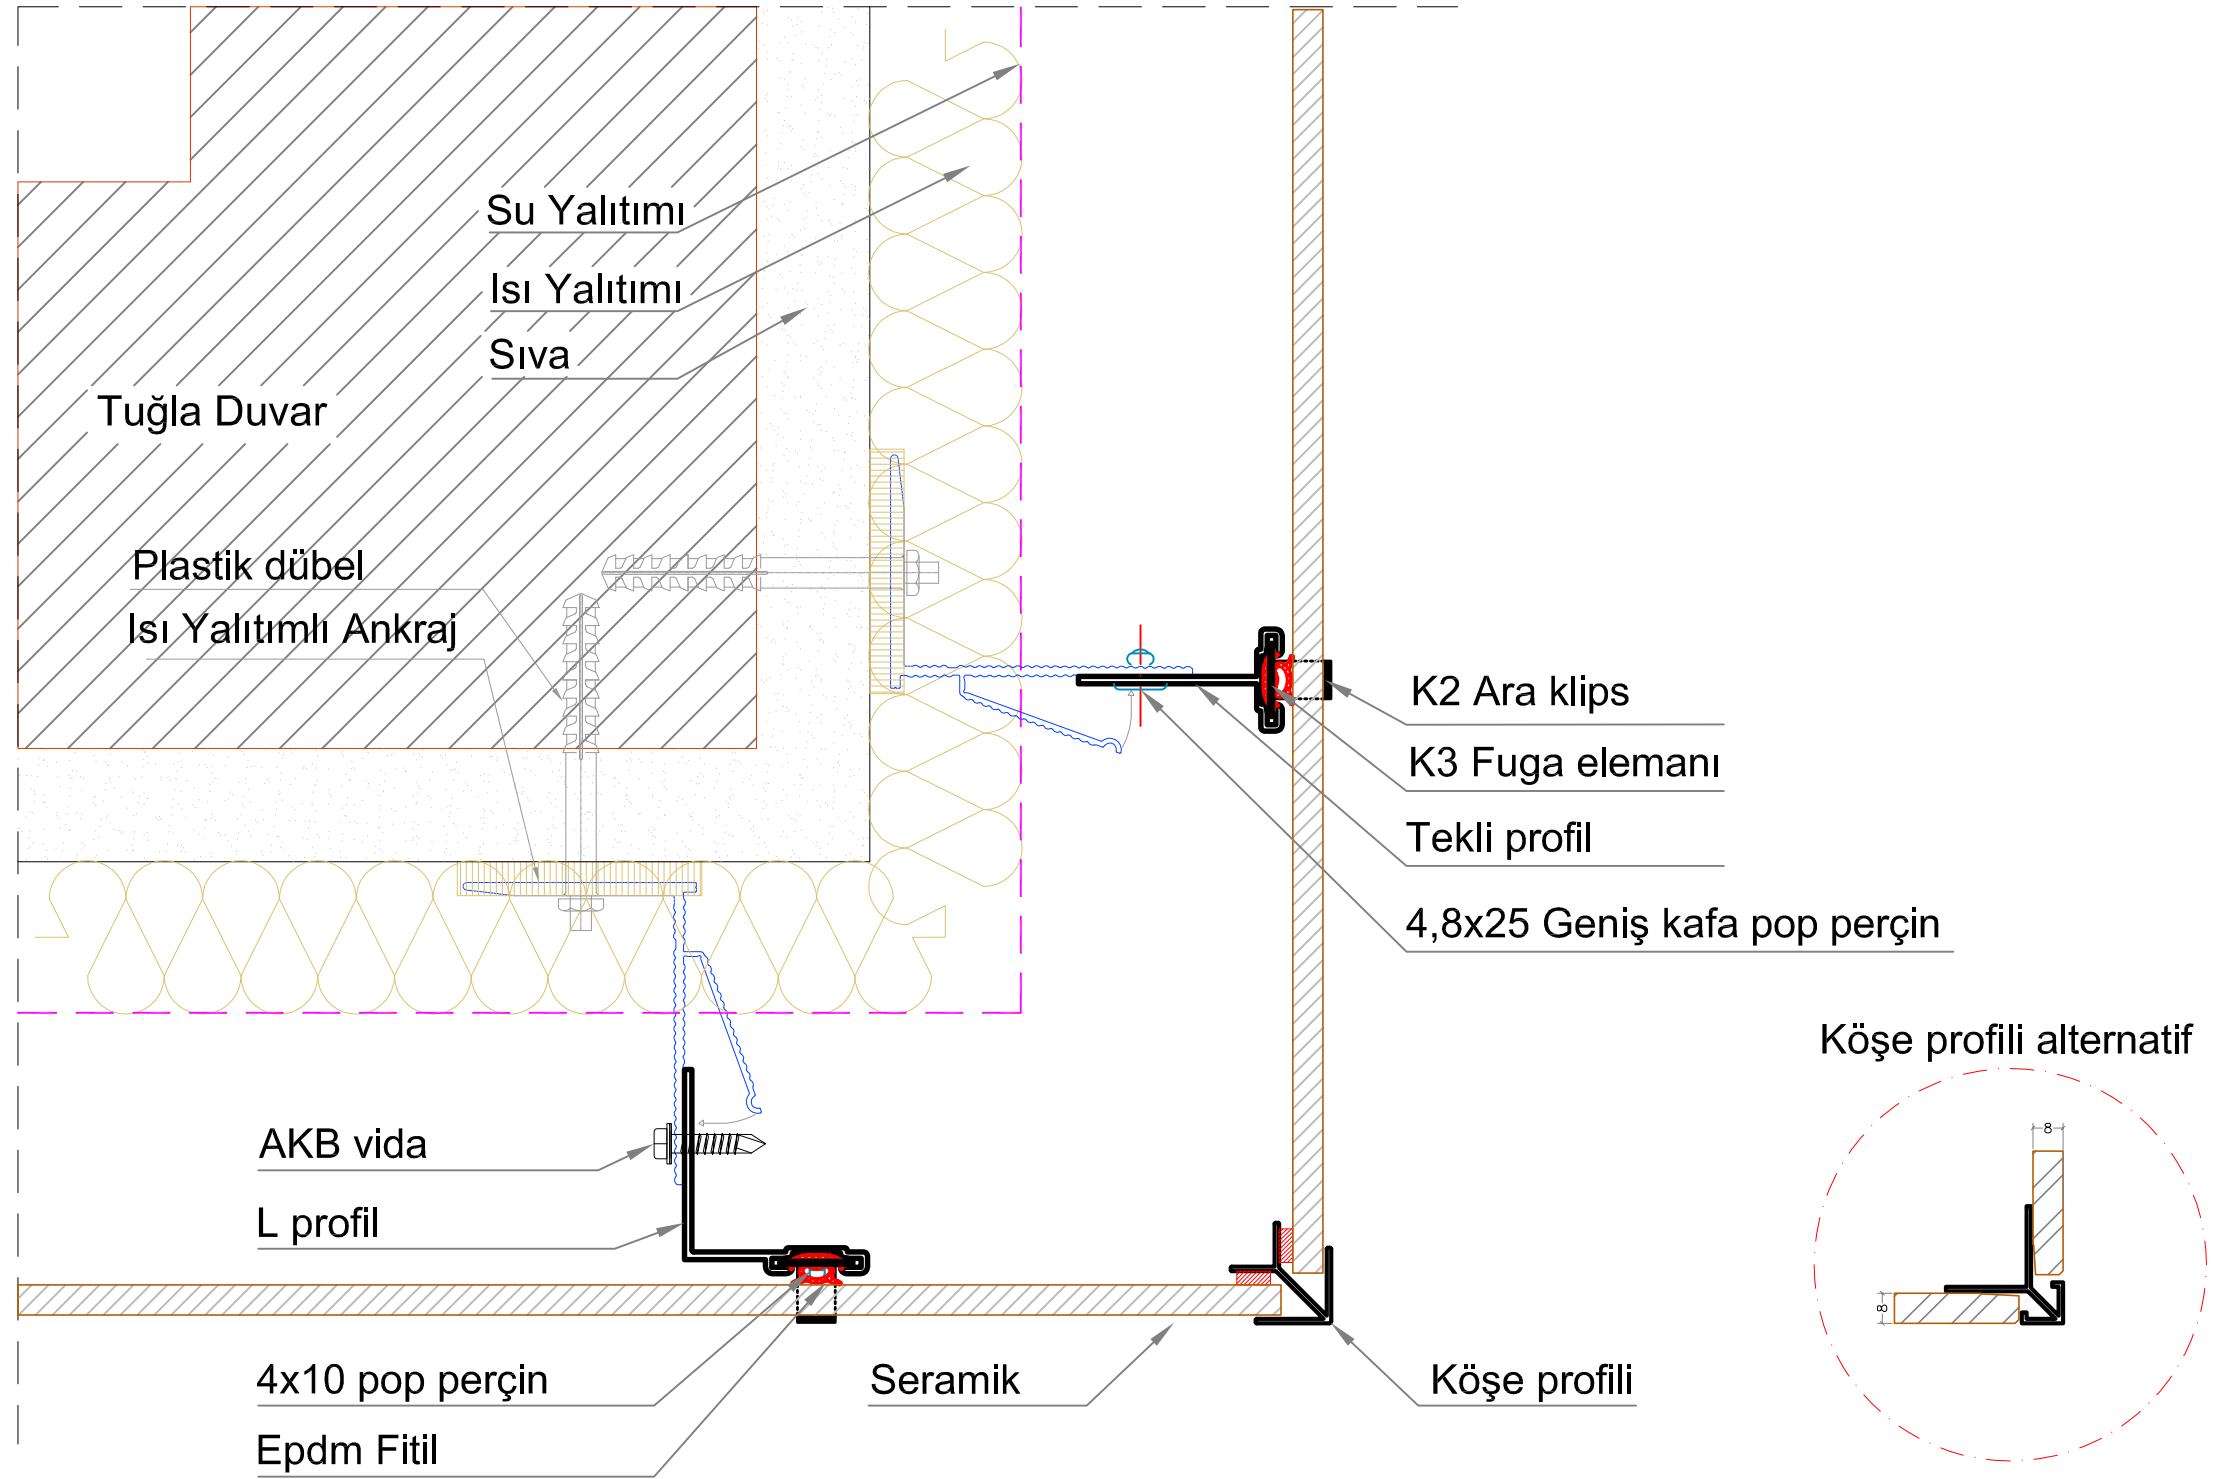 Su Yalıtımı
Isı Yalıtımı
Sıva
Tuğla Duvar
Plastik dübel
Isı Yalıtımlı Ankraj
K2 Ara klips
K3 Fuga elemanı
Tekli profil
4,8x25 Geniş kafa pop perçin
Köşe profili alternatif
8
8
AKB vida
L profil
4x10 pop perçin
Seramik
Köşe profili
Epdm Fitil